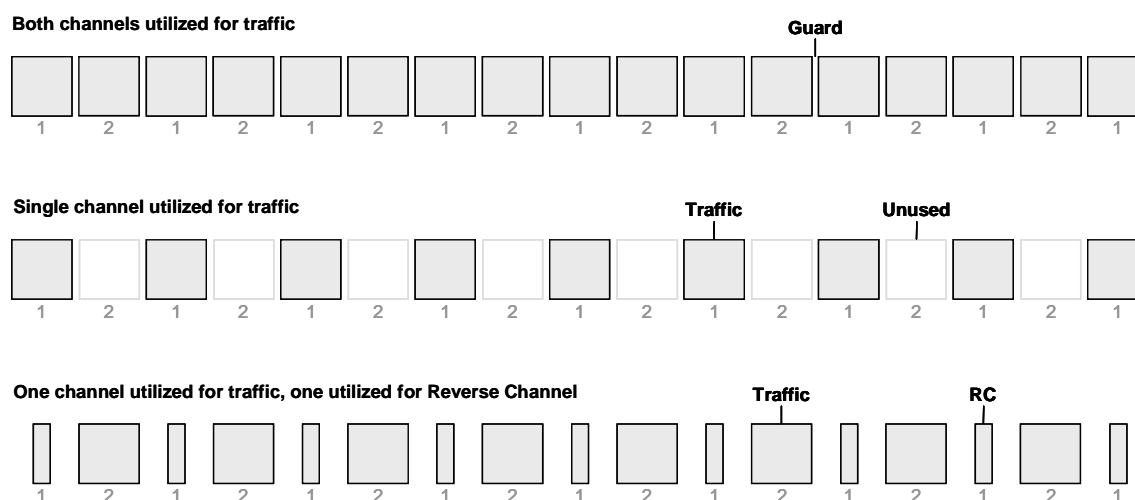 Both channels utilized for traffic
Guard
1 2 1 2 1 2 1 2 1 2 1 2 1 2 1 2 1
Single channel utilized for traffic
Traffic Unused
1 2 1 2 1 2 1 2 1 2 1 2 1 2 1 2 1
One channel utilized for traffic, one utilized for Reverse Channel
Traffic RC
1 2 1 2 1 2 1 2 1 2 1 2 1 2 1 2 1